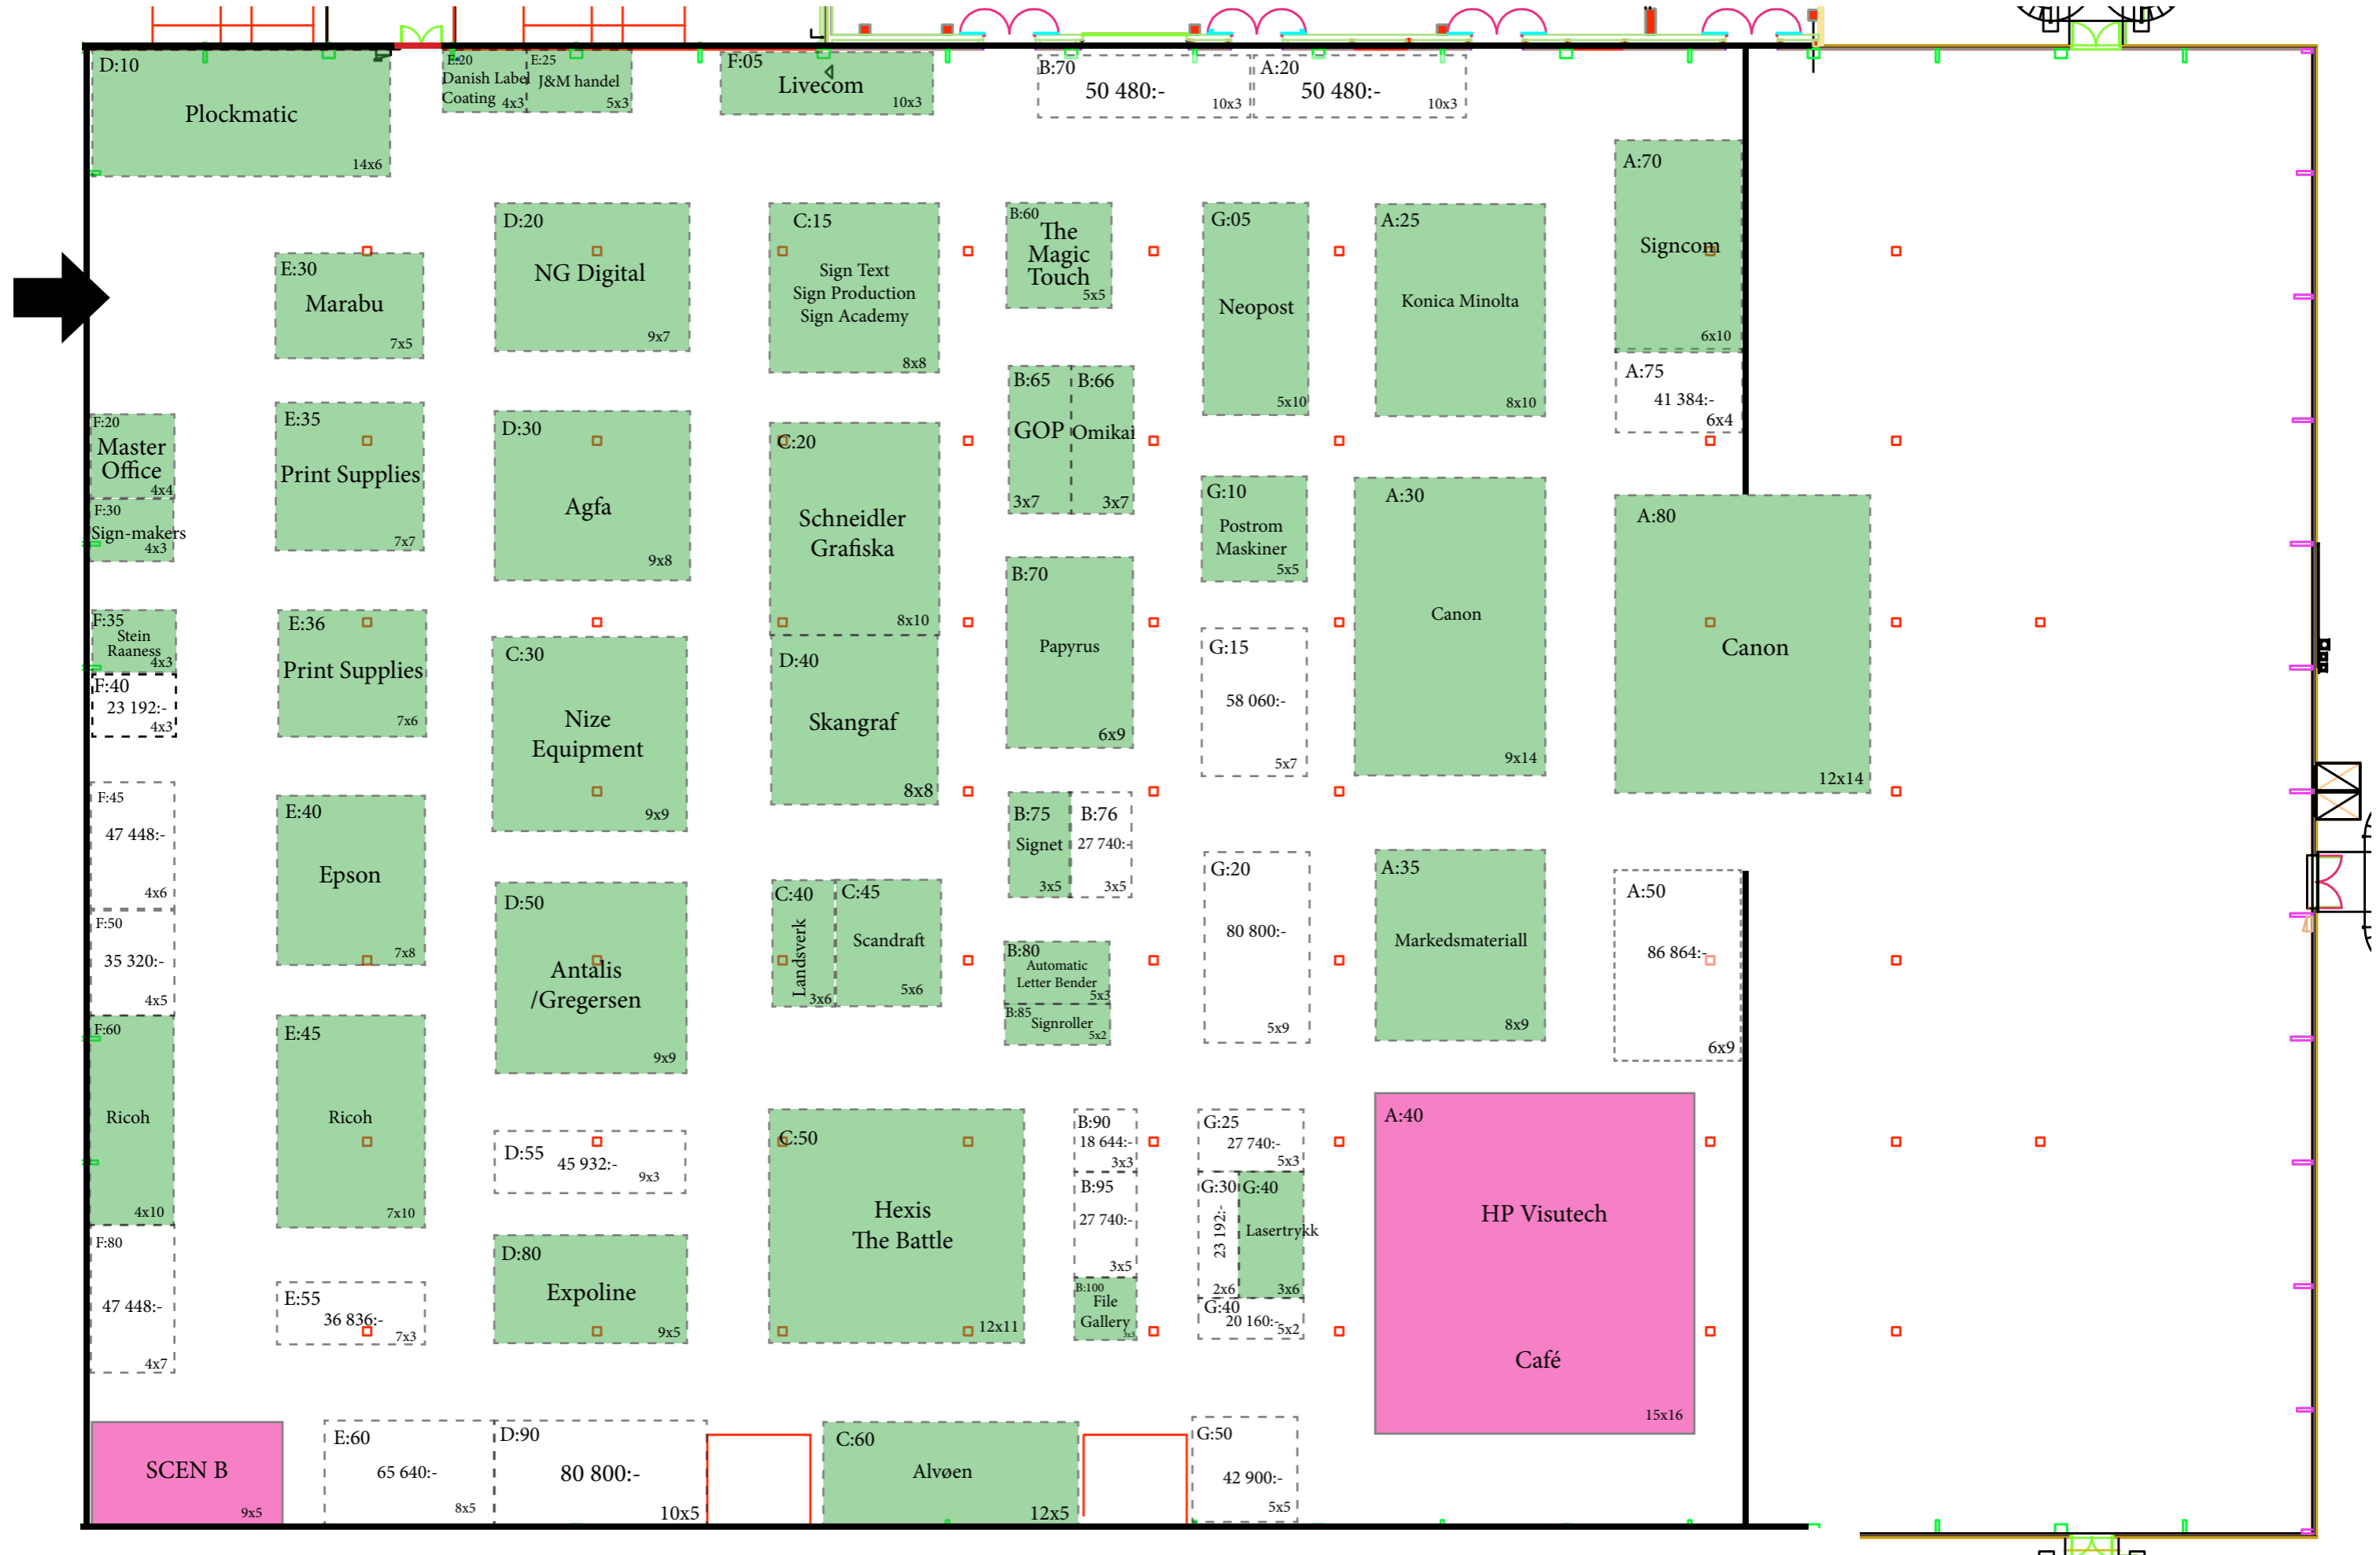 D:10
Plockmatic
14x6
E:20
Danish Label
Coating 4x3
E:25
J&M handel
5x3
F:05
Livecom
10x3
B:70
50 480:-
10x3
A:20
50 480:-
10x3
A:70
Signcom
6x10
A:75
41 384:-
6x4
E:30
Marabu
7x5
D:20
NG Digital
9x7
C:15
Sign Text
Sign Production
Sign Academy
8x8
B:60
The
Magic
Touch
5x5
G:05
Neopost
5x10
A:25
Konica Minolta
8x10
F:20
Master
Office
4x4
F:30
Sign-makers
4x3
E:35
Print Supplies
7x7
D:30
Agfa
9x8
C:20
Schneidler
Grafiska
8x10
B:65
GOP
3x7
B:66
Omikai
3x7
G:10
Postrom
Maskiner
5x5
A:30
Canon
9x14
A:80
Canon
12x14
F:35
Stein
Raaness
4x3
F:40
23 192:-
4x3
E:36
Print Supplies
7x6
C:30
Nize
Equipment
9x9
D:40
Skangraf
8x8
B:70
Papyrus
6x9
G:15
58 060:-
5x7
F:45
47 448:-
4x6
F:50
35 320:-
4x5
E:40
Epson
7x8
D:50
Antalis
/Gregersen
9x9
C:40
Landsverk
3x6
C:45
Scandraft
5x6
B:75
Signet
3x5
B:76
27 740:-
3x5
B:80
Automatic
Letter Bender
5x3
B:85
Signroller
5x2
G:20
80 800:-
5x9
A:35
Markedsmateriall
8x9
A:50
86 864:-
6x9
F:60
Ricoh
4x10
E:45
Ricoh
7x10
D:55
45 932:-
9x3
C:50
Hexis
The Battle
12x11
B:90
18 644:-
3x3
B:95
27 740:-
3x5
B:100
File
Gallery
3x3
G:25
27 740:-
5x3
G:30
23 192:-
2x6
G:40
Lasertrykk
3x6
G:40
20 160:-
5x2
A:40
HP Visutech
Café
15x16
F:80
47 448:-
4x7
E:55
36 836:-
7x3
D:80
Expoline
9x5
SCEN B
9x5
E:60
65 640:-
8x5
D:90
80 800:-
10x5
C:60
Alvøen
12x5
G:50
42 900:-
5x5